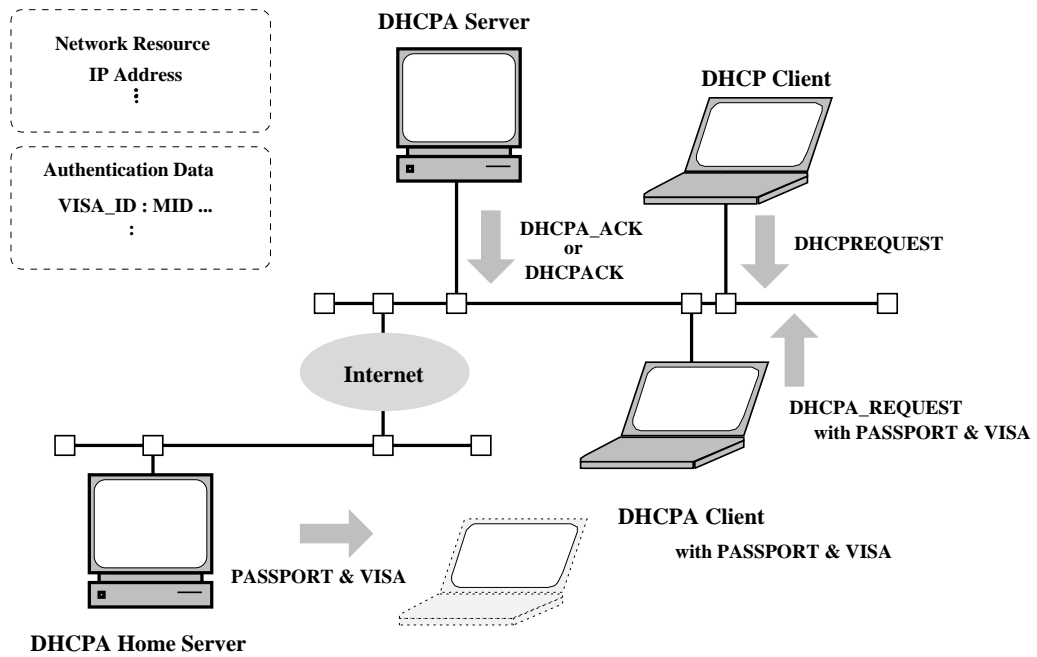 DHCPA Server
Network Resource
IP Address
:
Authentication Data
VISA_ID : MID ...
:
DHCP Client
DHCPA_ACK
or
DHCPACK
DHCPREQUEST
Internet
DHCPA_REQUEST
with PASSPORT & VISA
DHCPA Client
with PASSPORT & VISA
PASSPORT & VISA
DHCPA Home Server